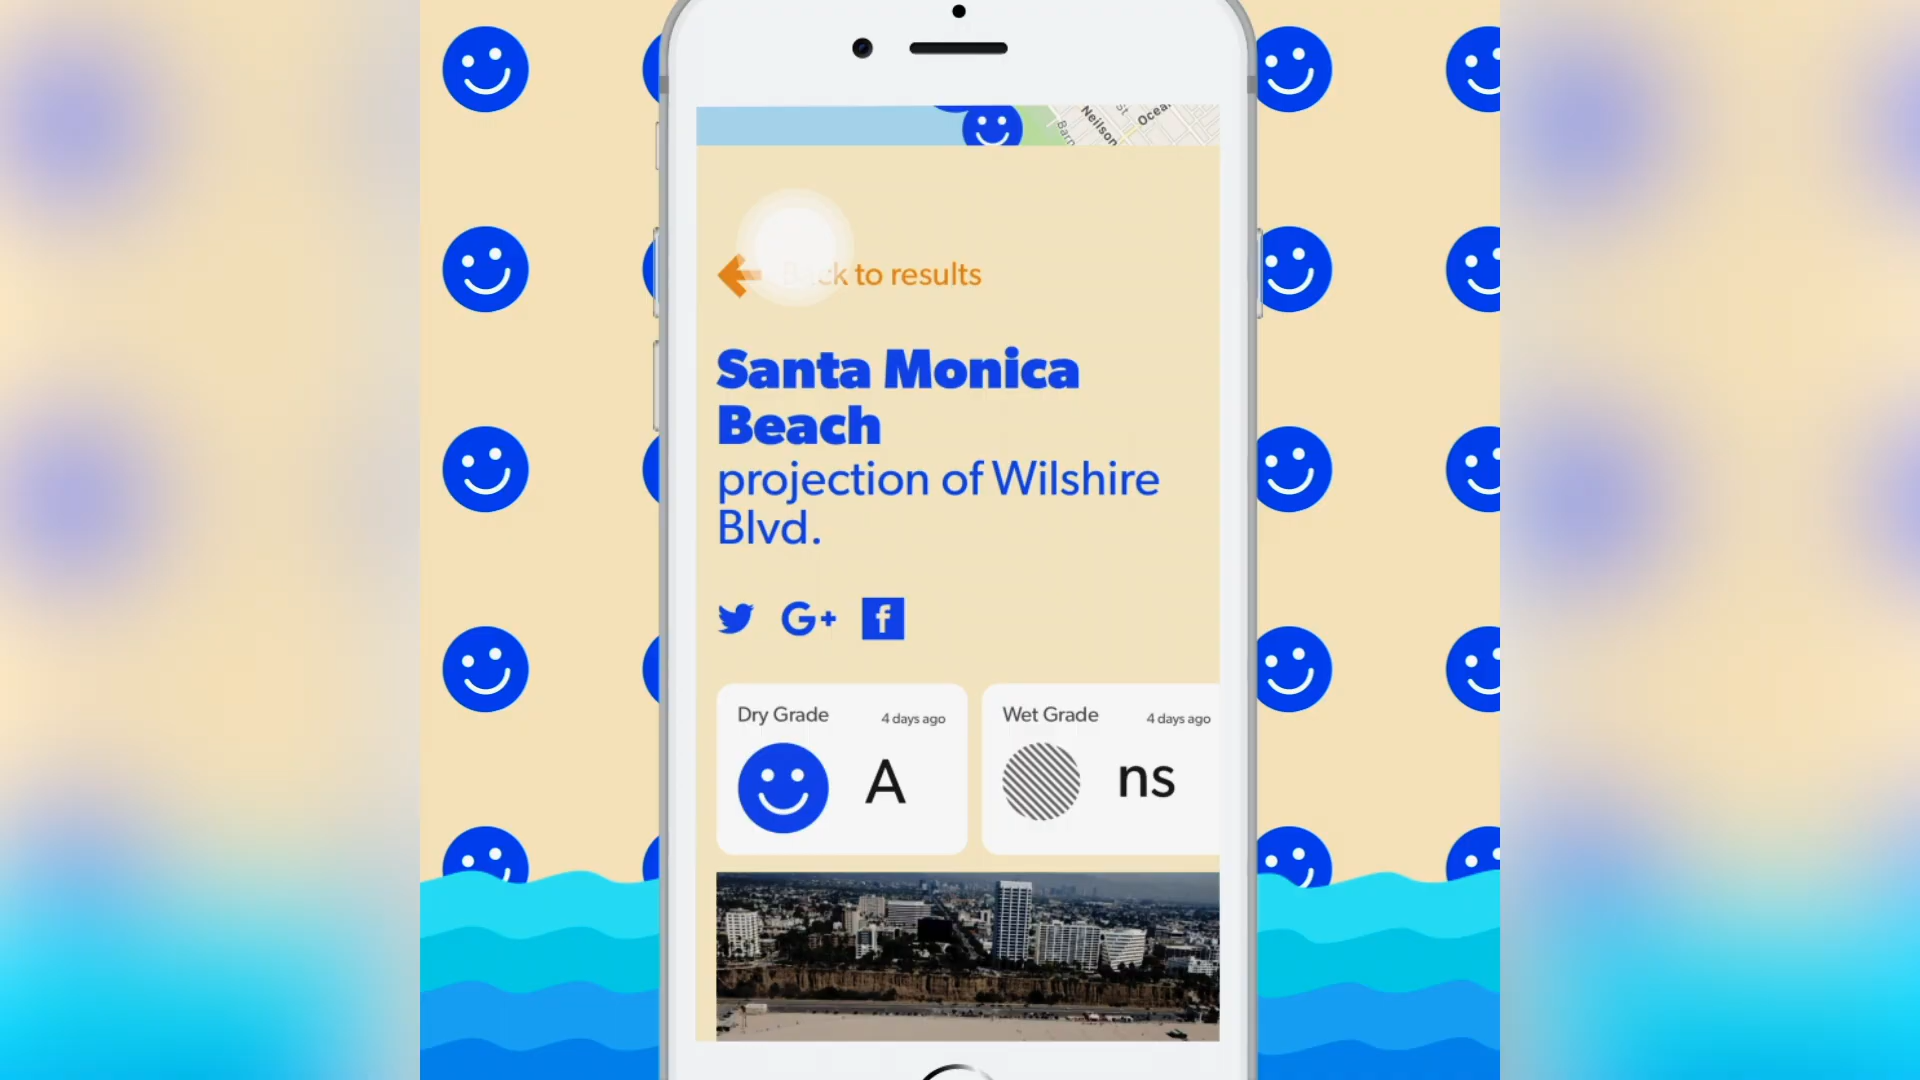 Neilson
Ocea
St
Barn
Back to results
Santa Monica
Beach
projection of Wilshire
Blvd.
G+
f
Dry Grade
4 days ago
A
Wet Grade
4 days ago
ns